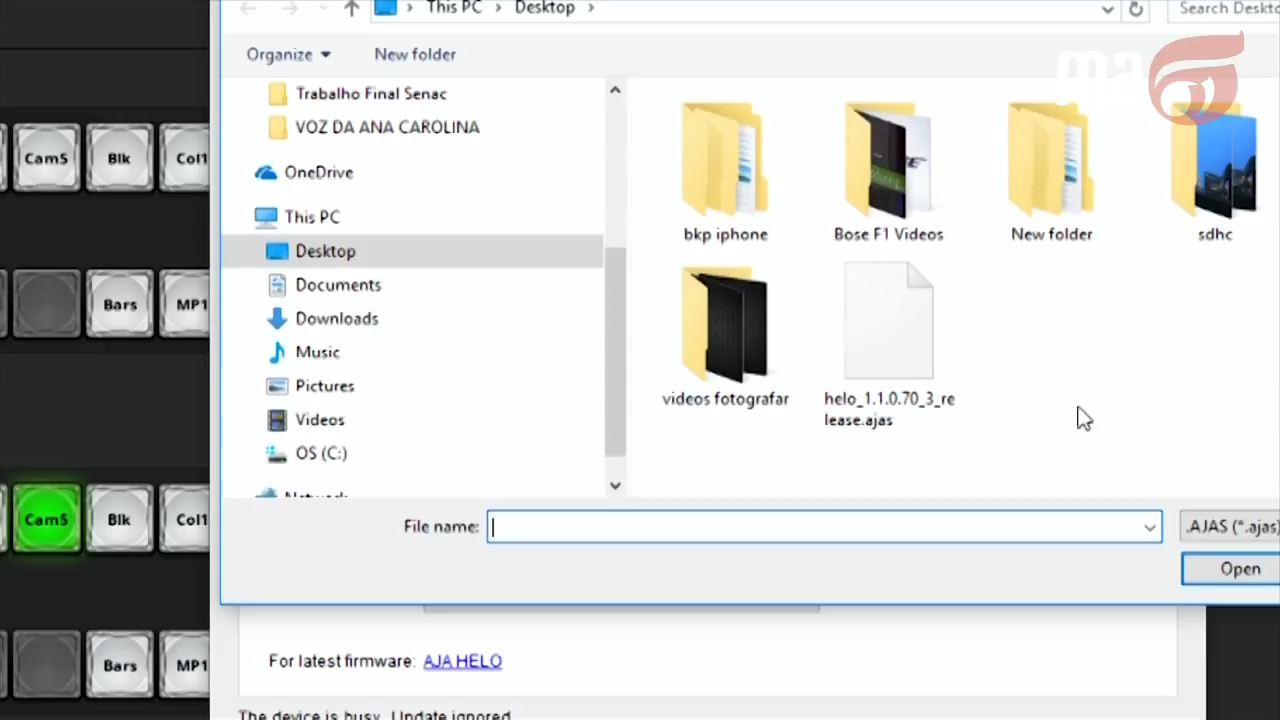 This PC > Desktop >
Search Deskto
Organize
New folder
Trabalho Final Senac
VOZ DA ANA CAROLINA
OneDrive
This PC
Desktop
Documents
Downloads
Music
Pictures
Videos
OS (C:)
Network
bkp iphone
Bose F1 Videos
New folder
sdhc
videos fotografar
helo_1.1.0.70_3_re
lease.ajas
File name:
.AJAS (*.ajas)
Open
For latest firmware: AJA HELO
The device is busy. Update ignored.
Cam5
Blk
Col1
Bars
MP1
Cam5
Blk
Col1
Bars
MP1
ma